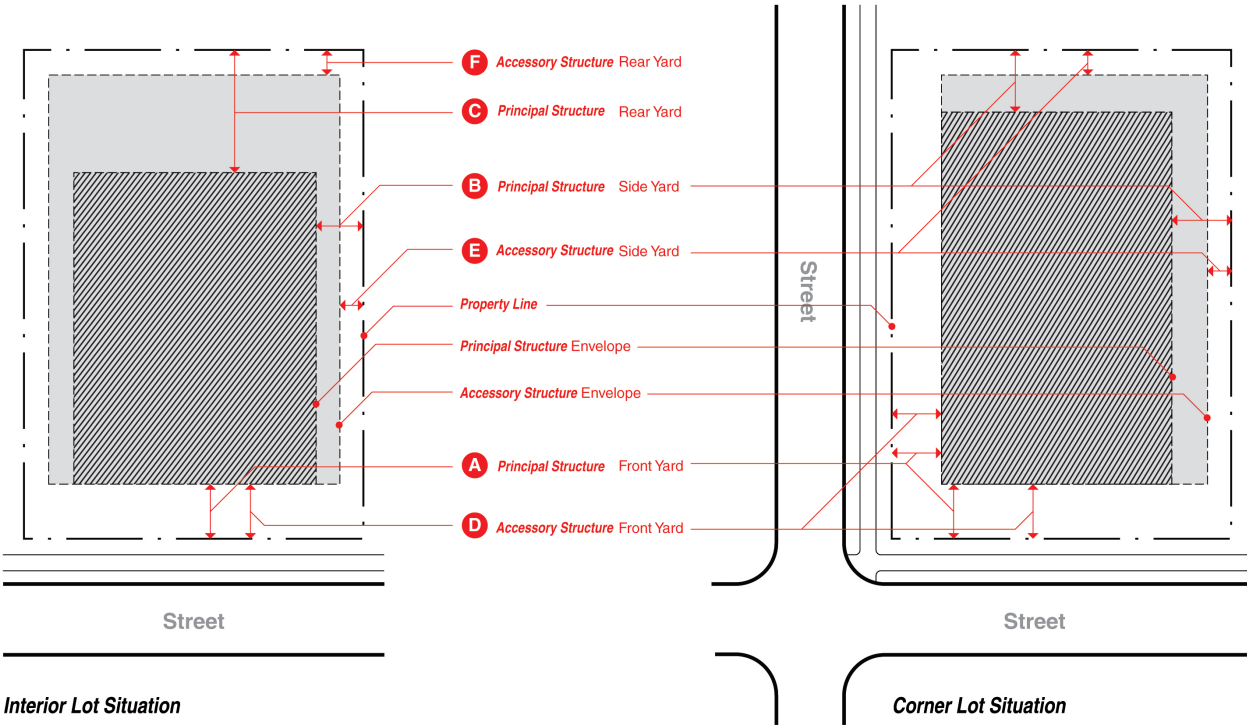 F Accessory Structure Rear Yard
C Principal Structure Rear Yard
B Principal Structure Side Yard
E Accessory Structure Side Yard
Street
Property Line
Principal Structure Envelope
Accessory Structure Envelope
A Principal Structure Front Yard
D Accessory Structure Front Yard
Street
Street
Interior Lot Situation
Corner Lot Situation